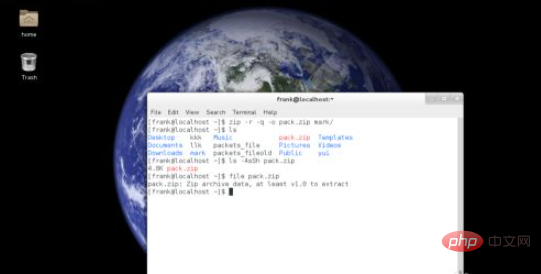 home
Trash
frank@localhost:~
File Edit View Search Terminal Help
[frank@localhost ~]$ zip -r -q -o pack.zip mark/
[frank@localhost ~]$ ls
Desktop kkk Music pack.zip Templates
Documents llk packets_file Pictures Videos
Downloads mark packets_fileold Public yui
[frank@localhost ~]$ ls -AsSh pack.zip
4.0K pack.zip
[frank@localhost ~]$ file pack.zip
pack.zip: Zip archive data, at least v1.0 to extract
[frank@localhost ~]$
php 中文网